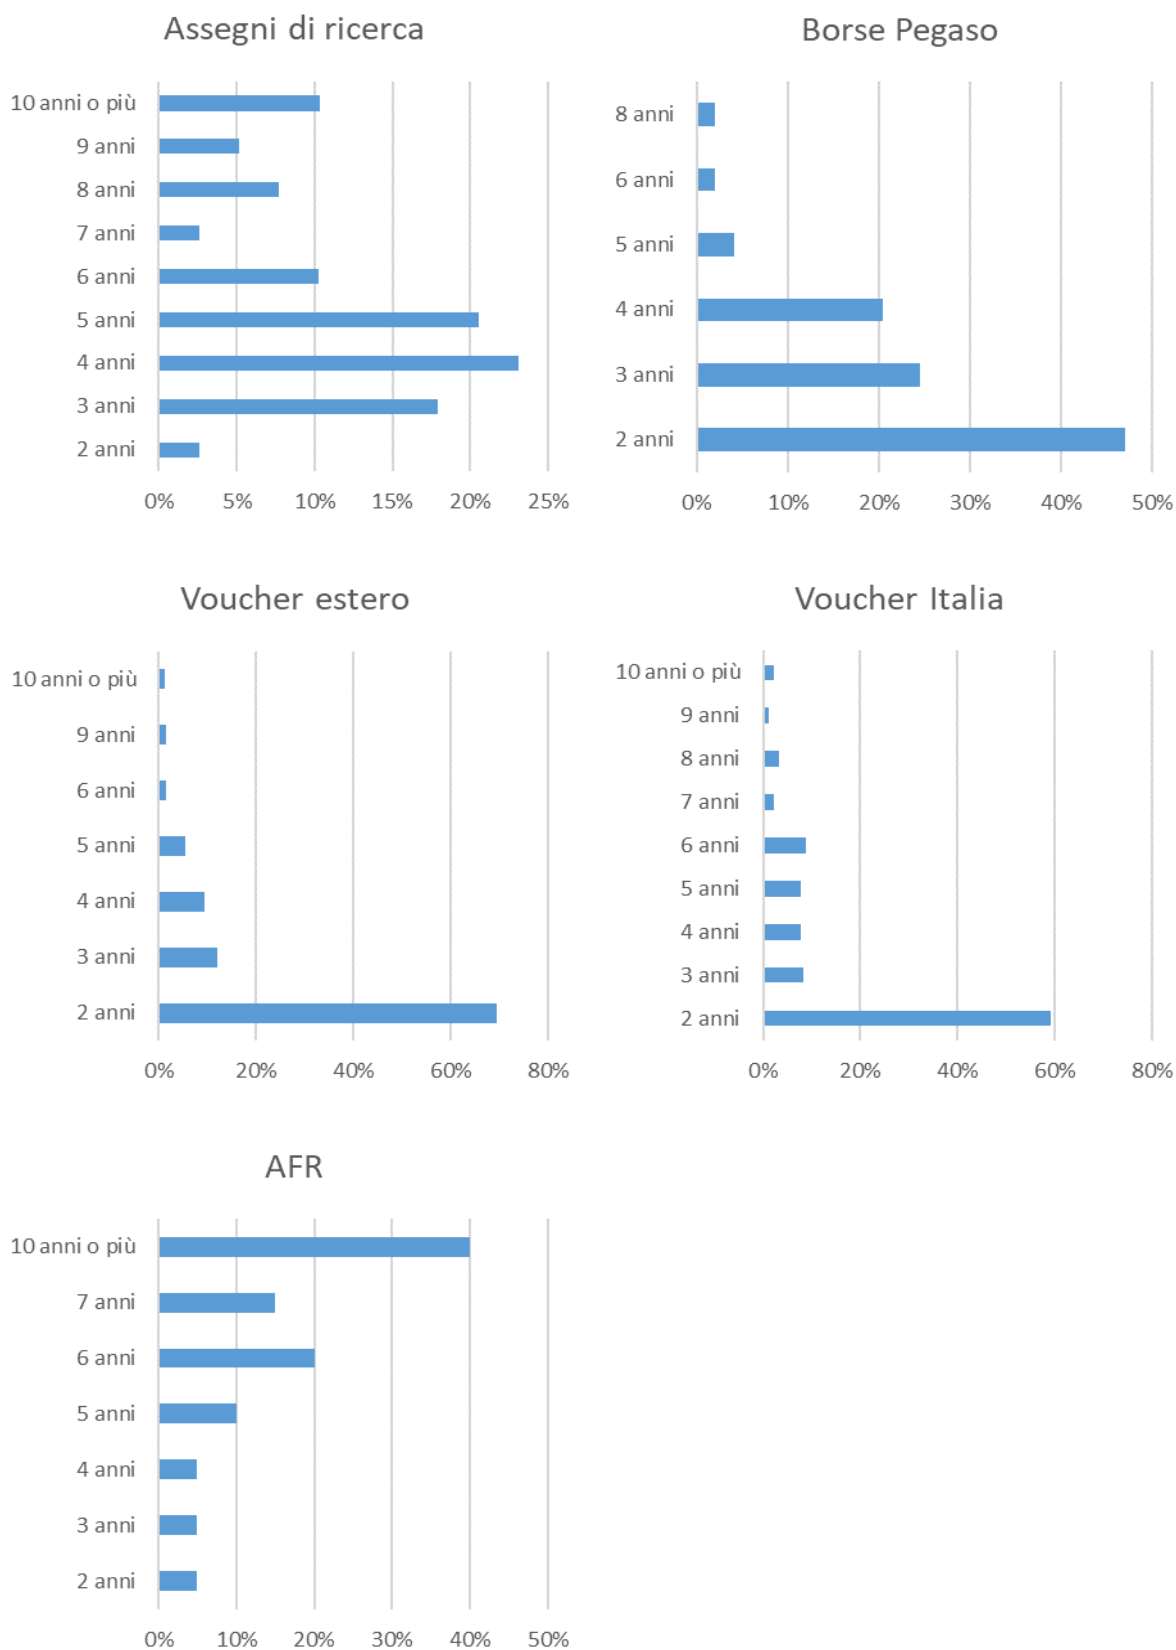 Assegni di ricerca
10 anni o più
9 anni
8 anni
7 anni
6 anni
5 anni
4 anni
3 anni
2 anni
0% 5% 10% 15% 20% 25%
Borse Pegaso
8 anni
6 anni
5 anni
4 anni
3 anni
2 anni
0% 10% 20% 30% 40% 50%
Voucher estero
10 anni o più
9 anni
6 anni
5 anni
4 anni
3 anni
2 anni
0% 20% 40% 60% 80%
Voucher Italia
10 anni o più
9 anni
8 anni
7 anni
6 anni
5 anni
4 anni
3 anni
2 anni
0% 20% 40% 60% 80%
AFR
10 anni o più
7 anni
6 anni
5 anni
4 anni
3 anni
2 anni
0% 10% 20% 30% 40% 50%